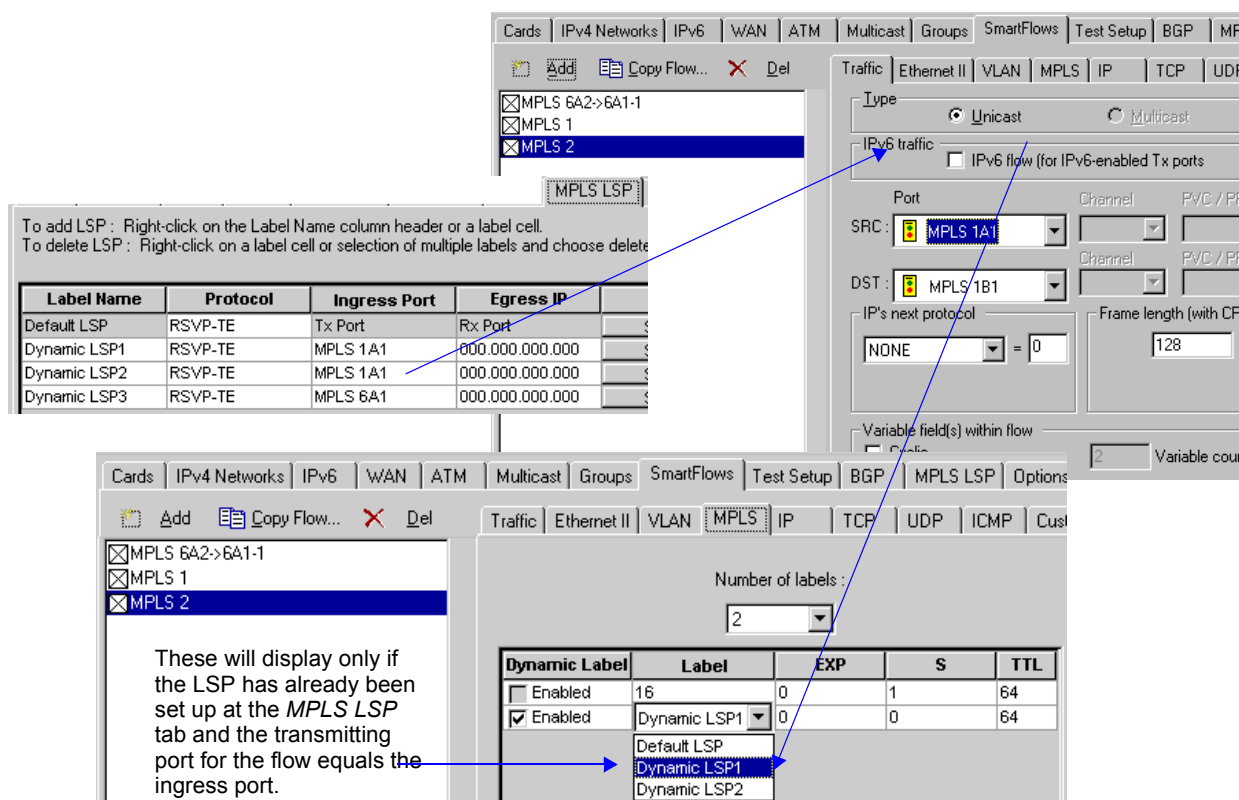 Cards IPv4 Networks IPv6 WAN ATM Multicast Groups SmartFlows Test Setup BGP
Add Copy Flow... Del
MPLS 6A2->6A1-1
MPLS 1
MPLS 2
Traffic Ethernet II VLAN MPLS IP TCP
Type
Unicast Multicast
IPv6 traffic
IPv6 flow (for IPv6-enabled Tx ports
Port Channel PVC / PP
SRC : MPLS 1A1
Channel PVC / PP
DST : MPLS 1B1
IP's next protocol Frame length (with CF
NONE = 0 128
Variable field(s) within flow
Cyclic
2 Variable cour
MPLS LSP
To add LSP : Right-click on the Label Name column header or a label cell.
To delete LSP : Right-click on a label cell or selection of multiple labels and choose delete
Label Name Protocol Ingress Port Egress IP
Default LSP RSVP-TE Tx Port Rx Port
Dynamic LSP1 RSVP-TE MPLS 1A1 000.000.000.000
Dynamic LSP2 RSVP-TE MPLS 1A1 000.000.000.000
Dynamic LSP3 RSVP-TE MPLS 6A1 000.000.000.000
Cards IPv4 Networks IPv6 WAN ATM Multicast Groups SmartFlows Test Setup BGP MPLS LSP Options
Add Copy Flow... Del
MPLS 6A2->6A1-1
MPLS 1
MPLS 2
Traffic Ethernet II VLAN MPLS IP TCP UDP ICMP Cust
Number of labels :
2
Dynamic Label Label EXP S TTL
Enabled 16 0 1 64
Enabled Dynamic LSP1 0 0 64
Default LSP
Dynamic LSP1
Dynamic LSP2
These will display only if
the LSP has already been
set up at the MPLS LSP
tab and the transmitting
port for the flow equals the
ingress port.